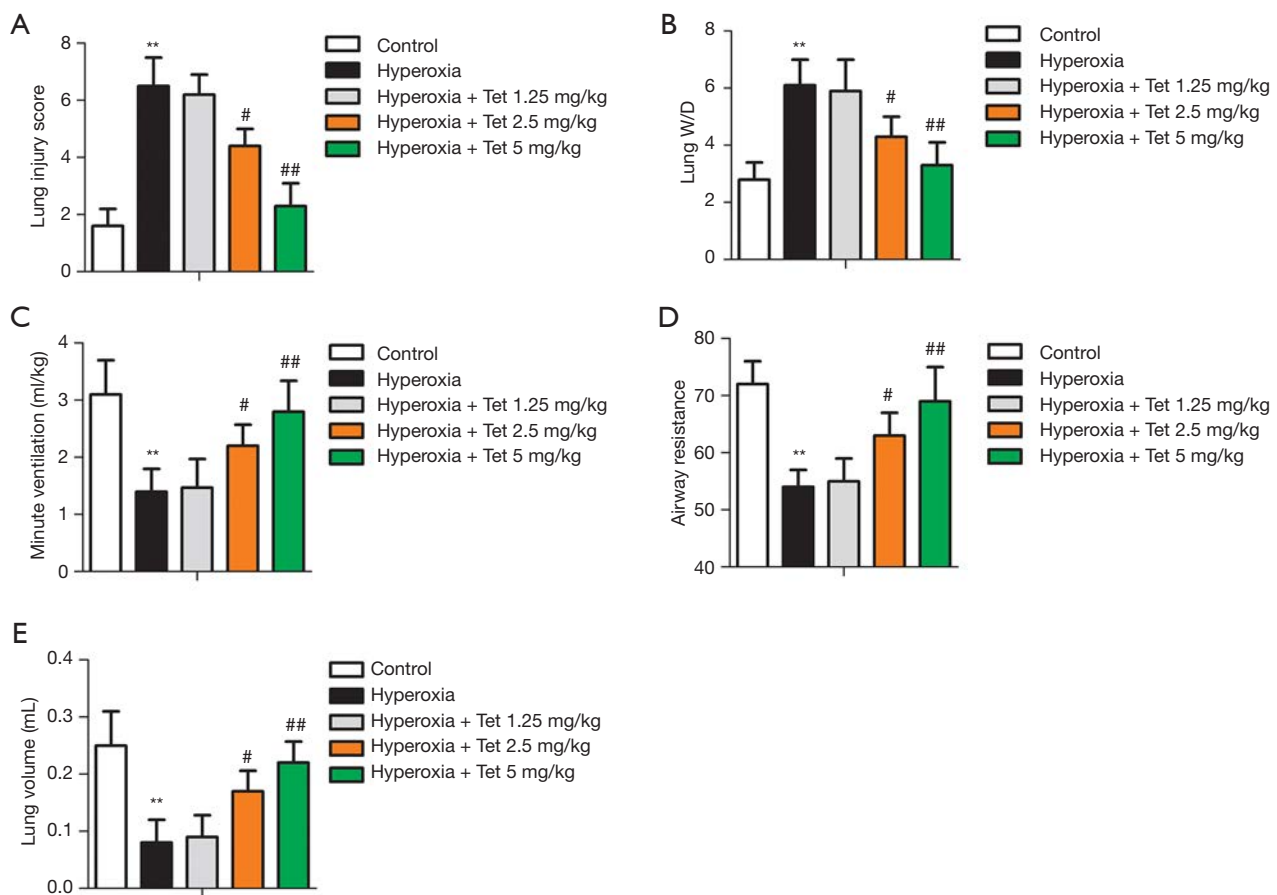 A
Lung injury score
8
6
4
2
0
**
#
##
Control
Hyperoxia
Hyperoxia + Tet 1.25 mg/kg
Hyperoxia + Tet 2.5 mg/kg
Hyperoxia + Tet 5 mg/kg
B
Lung W/D
8
6
4
2
0
**
#
##
Control
Hyperoxia
Hyperoxia + Tet 1.25 mg/kg
Hyperoxia + Tet 2.5 mg/kg
Hyperoxia + Tet 5 mg/kg
C
Minute ventilation (ml/kg)
4
3
2
1
0
**
#
##
Control
Hyperoxia
Hyperoxia + Tet 1.25 mg/kg
Hyperoxia + Tet 2.5 mg/kg
Hyperoxia + Tet 5 mg/kg
D
Airway resistance
80
70
60
50
40
**
#
##
Control
Hyperoxia
Hyperoxia + Tet 1.25 mg/kg
Hyperoxia + Tet 2.5 mg/kg
Hyperoxia + Tet 5 mg/kg
E
Lung volume (mL)
0.4
0.3
0.2
0.1
0.0
**
#
##
Control
Hyperoxia
Hyperoxia + Tet 1.25 mg/kg
Hyperoxia + Tet 2.5 mg/kg
Hyperoxia + Tet 5 mg/kg